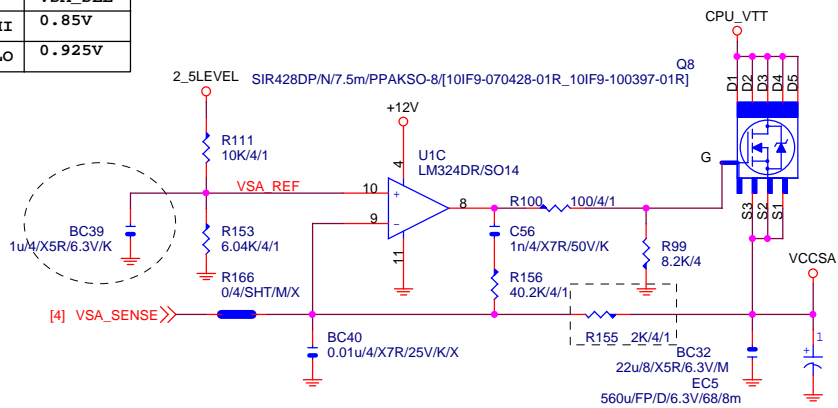 0.85V
0.925V
CPU_VTT
2_5LEVEL
SIR428DP/N/7.5m/PPAKSO-8/[10IF9-070428-01R_10IF9-100397-01R]
Q8
D1
D2
D3
D4
D5
+12V
R111
10K/4/1
U1C
LM324DR/SO14
4
G
VSA_REF
10
+
9
-
8
11
R100
100/4/1
S3
S2
S1
BC39
1u/4/X5R/6.3V/K
R153
6.04K/4/1
C56
1n/4/X7R/50V/K
R99
8.2K/4
R166
0/4/SHT/M/X
R156
40.2K/4/1
VCCSA
[4] VSA_SENSE
R155
2K/4/1
BC40
0.01u/4/X7R/25V/K/X
BC32
22u/8/X5R/6.3V/M
EC5
560u/FP/D/6.3V/68/8m
1
+